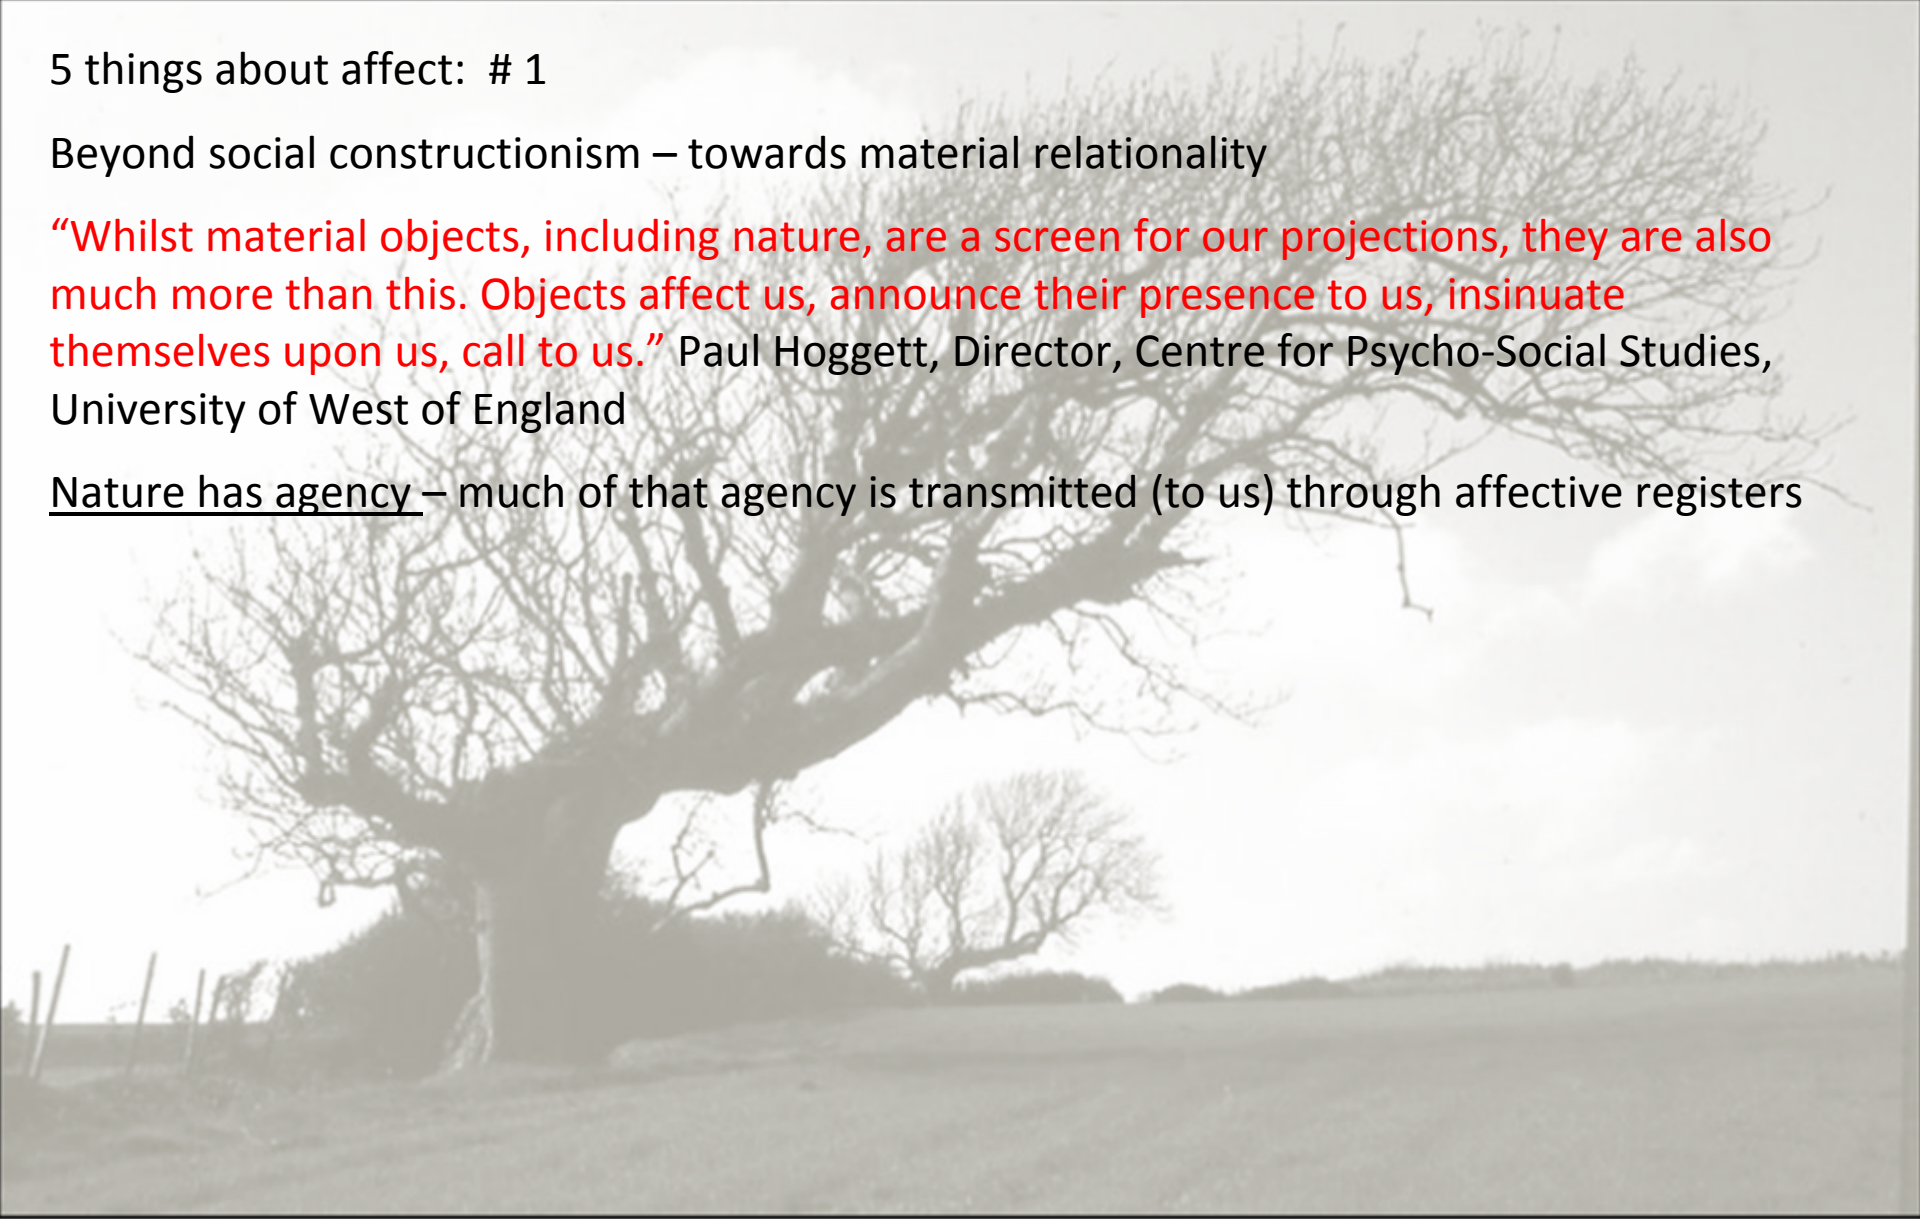 5 things about affect:  # 1
Beyond social constructionism – towards material relationality
“Whilst material objects, including nature, are a screen for our projections, they are also
much more than this. Objects affect us, announce their presence to us, insinuate
themselves upon us, call to us.” Paul Hoggett, Director, Centre for Psycho-Social Studies,
University of West of England
Nature has agency – much of that agency is transmitted (to us) through affective registers